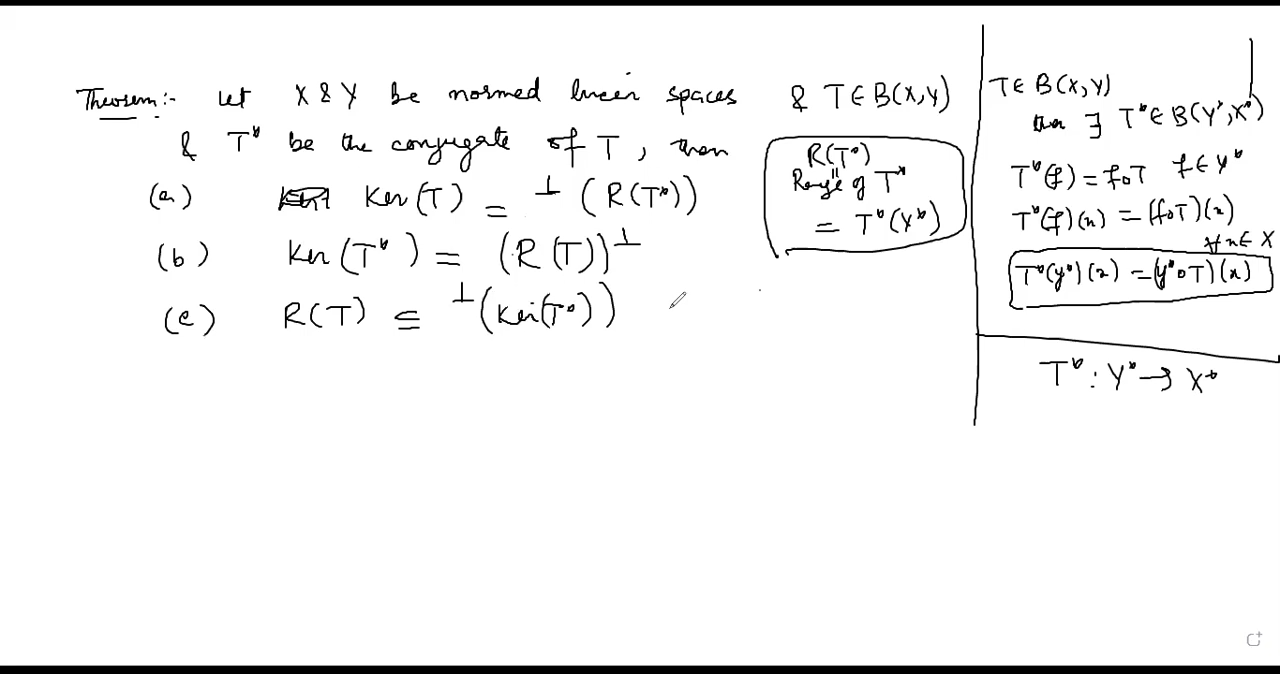 Theorem:- Let X & Y be normed linear spaces & T ∈ B(X,Y)
& T* be the conjugate of T, then
(a) Ker(T) = ⊥(R(T*))
(b) Ker(T*) = (R(T))⊥
(c) R(T) ⊆ ⊥(Ker(T*))
R(T*)
"
Range of T*
= T*(X*)
T ∈ B(X,Y)
then ∃ T* ∈ B(Y*,X*)
T*(f) = f∘T f ∈ Y*
T*(f)(x) = (f∘T)(x)
∀ x ∈ X
T*(y*)(x) = (y*∘T)(x)
T* : Y* → X*